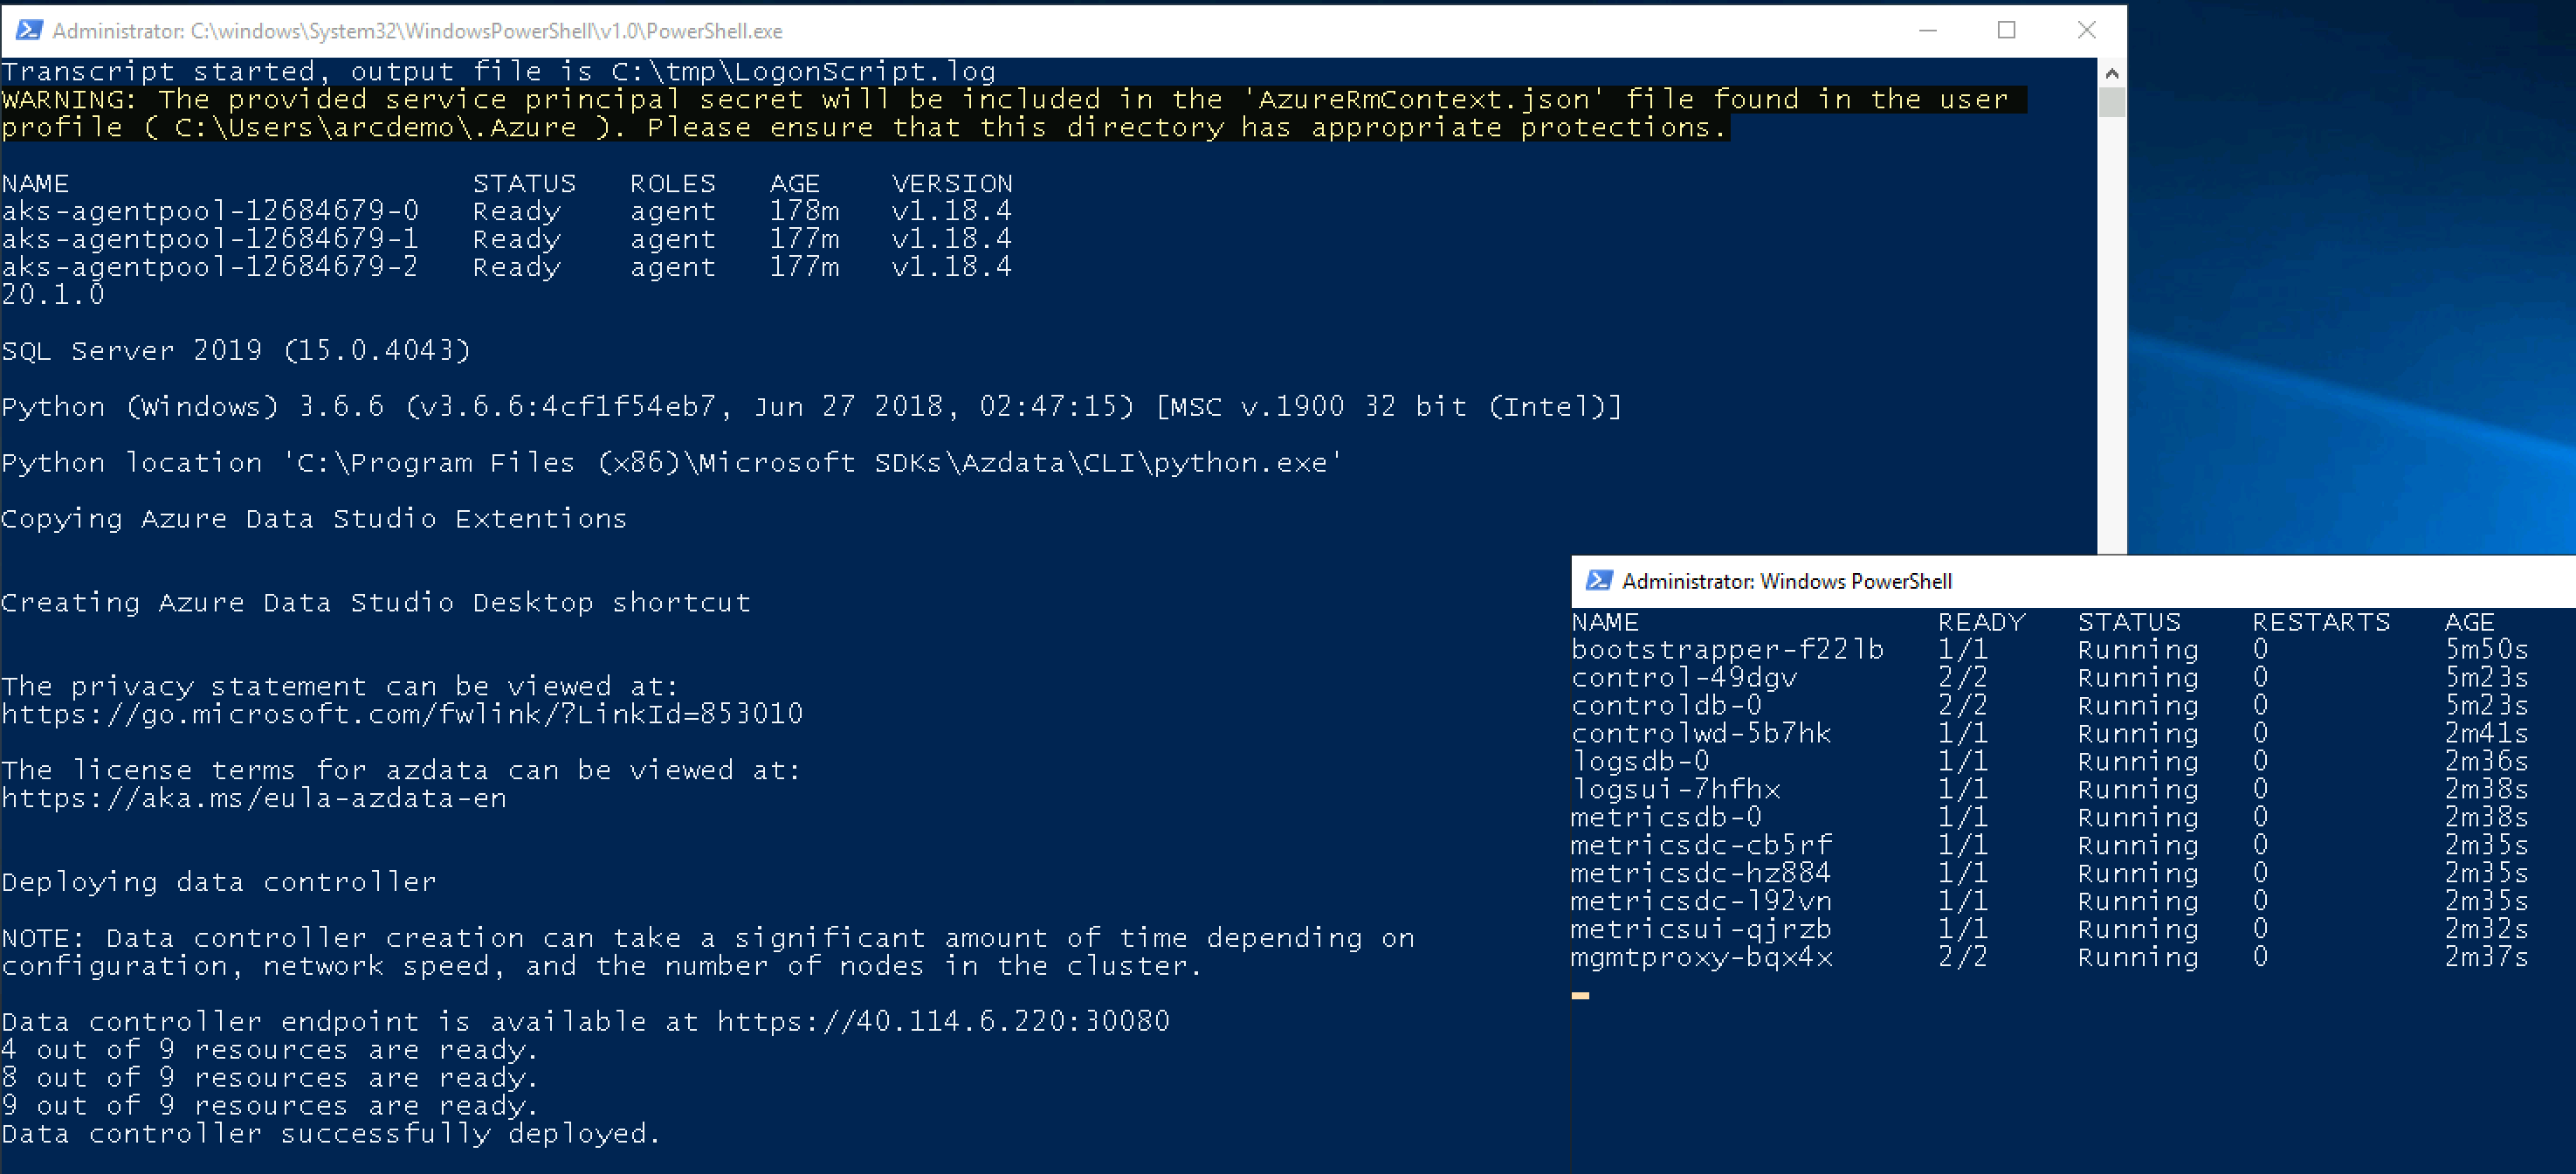 Administrator: C:\windows\System32\WindowsPowerShell\v1.0\PowerShell.exe
Transcript started, output file is C:\tmp\LogonScript.log
WARNING: The provided service principal secret will be included in the 'AzureRmContext.json' file found in the user
profile ( C:\Users\arcdemo\.Azure ). Please ensure that this directory has appropriate protections.
NAME STATUS ROLES AGE VERSION
aks-agentpool-12684679-0 Ready agent 178m v1.18.4
aks-agentpool-12684679-1 Ready agent 177m v1.18.4
aks-agentpool-12684679-2 Ready agent 177m v1.18.4
20.1.0
SQL Server 2019 (15.0.4043)
Python (Windows) 3.6.6 (v3.6.6:4cf1f54eb7, Jun 27 2018, 02:47:15) [MSC v.1900 32 bit (Intel)]
Python location 'C:\Program Files (x86)\Microsoft SDKs\Azdata\CLI\python.exe'
Copying Azure Data Studio Extentions
Creating Azure Data Studio Desktop shortcut
The privacy statement can be viewed at:
https://go.microsoft.com/fwlink/?LinkId=853010
The license terms for azdata can be viewed at:
https://aka.ms/eula-azdata-en
Deploying data controller
NOTE: Data controller creation can take a significant amount of time depending on
configuration, network speed, and the number of nodes in the cluster.
Data controller endpoint is available at https://40.114.6.220:30080
4 out of 9 resources are ready.
8 out of 9 resources are ready.
9 out of 9 resources are ready.
Data controller successfully deployed.
Administrator: Windows PowerShell
NAME READY STATUS RESTARTS AGE
bootstrapper-f22lb 1/1 Running 0 5m50s
control-49dgv 2/2 Running 0 5m23s
controldb-0 2/2 Running 0 5m23s
controlwd-5b7hk 1/1 Running 0 2m41s
logsdb-0 1/1 Running 0 2m36s
logsui-7hfhx 1/1 Running 0 2m38s
metricsdb-0 1/1 Running 0 2m38s
metricsdc-cb5rf 1/1 Running 0 2m35s
metricsdc-hz884 1/1 Running 0 2m35s
metricsdc-l92vn 1/1 Running 0 2m35s
metricsui-qjrzb 1/1 Running 0 2m32s
mgmtproxy-bqx4x 2/2 Running 0 2m37s